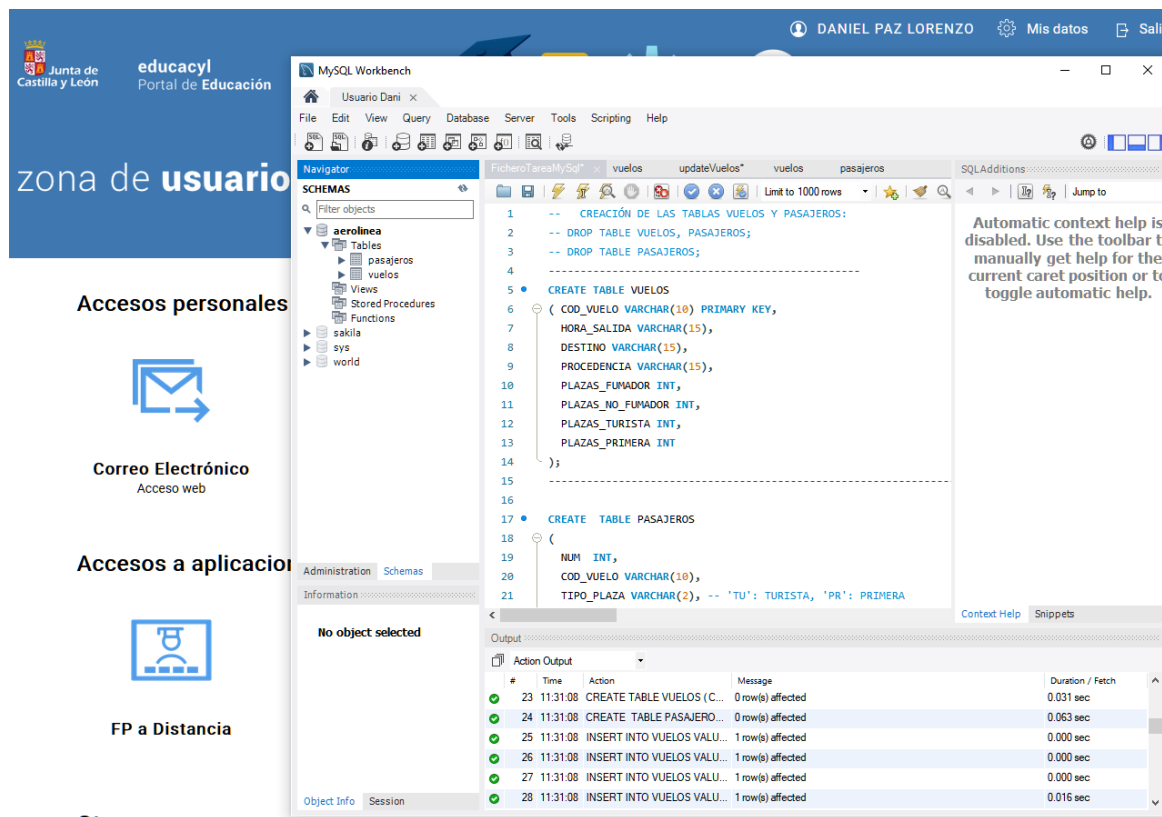 DANIEL PAZ LORENZO Mis datos Sali
Junta de
Castilla y León
educacyl
Portal de Educación
zona de usuario
Accesos personales
Correo Electrónico
Acceso web
Accesos a aplicacion
FP a Distancia
MySQL Workbench
Usuario Dani
File Edit View Query Database Server Tools Scripting Help
Navigator
SCHEMAS
Filter objects
aerolinea
Tables
pasajeros
vuelos
Views
Stored Procedures
Functions
sakila
sys
world
Administration Schemas
Information
No object selected
Object Info Session
FicheroTareaMySql* vuelos updateVuelos* vuelos pasajeros
Limit to 1000 rows
1 -- CREACIÓN DE LAS TABLAS VUELOS Y PASAJEROS:
2 -- DROP TABLE VUELOS, PASAJEROS;
3 -- DROP TABLE PASAJEROS;
4 --------------------------------------------------
5 CREATE TABLE VUELOS
6 ( COD_VUELO VARCHAR(10) PRIMARY KEY,
7 HORA_SALIDA VARCHAR(15),
8 DESTINO VARCHAR(15),
9 PROCEDENCIA VARCHAR(15),
10 PLAZAS_FUMADOR INT,
11 PLAZAS_NO_FUMADOR INT,
12 PLAZAS_TURISTA INT,
13 PLAZAS_PRIMERA INT
14 );
15 ----------------------------------------------------------------
16
17 CREATE TABLE PASAJEROS
18 (
19 NUM INT,
20 COD_VUELO VARCHAR(10),
21 TIPO_PLAZA VARCHAR(2), -- 'TU': TURISTA, 'PR': PRIMERA
SQLAdditions
Jump to
Automatic context help is
disabled. Use the toolbar t
manually get help for the
current caret position or to
toggle automatic help.
Context Help Snippets
Output
Action Output
# Time Action Message Duration / Fetch
23 11:31:08 CREATE TABLE VUELOS ( C... 0 row(s) affected 0.031 sec
24 11:31:08 CREATE TABLE PASAJERO... 0 row(s) affected 0.063 sec
25 11:31:08 INSERT INTO VUELOS VALU... 1 row(s) affected 0.000 sec
26 11:31:08 INSERT INTO VUELOS VALU... 1 row(s) affected 0.000 sec
27 11:31:08 INSERT INTO VUELOS VALU... 1 row(s) affected 0.000 sec
28 11:31:08 INSERT INTO VUELOS VALU... 1 row(s) affected 0.016 sec